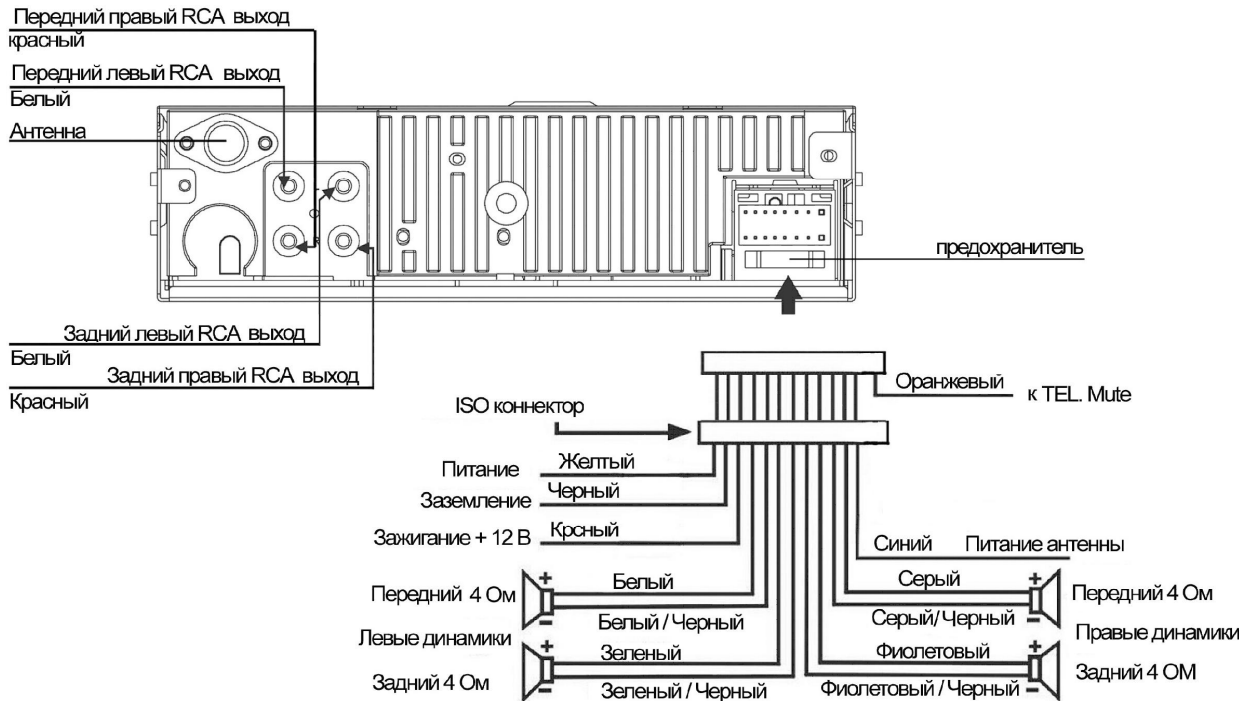 Передний правый RCA выход
красный
Передний левый RCA выход
Белый
Антенна
предохранитель
Задний левый RCA выход
Белый
Задний правый RCA выход
Красный
Оранжевый
к TEL. Mute
ISO коннектор
Питание
Желтый
Заземление
Черный
Зажигание + 12 В
Крсный
Синий
Питание антенны
Передний 4 Ом
+
Белый
Белый / Черный
−
Левые динамики
Задний 4 Ом
+
Зеленый
Зеленый / Черный
−
Серый
Серый/ Черный
+
−
Передний 4 Ом
Правые динамики
Фиолетовый
Фиолетовый / Черный
+
−
Задний 4 ОМ